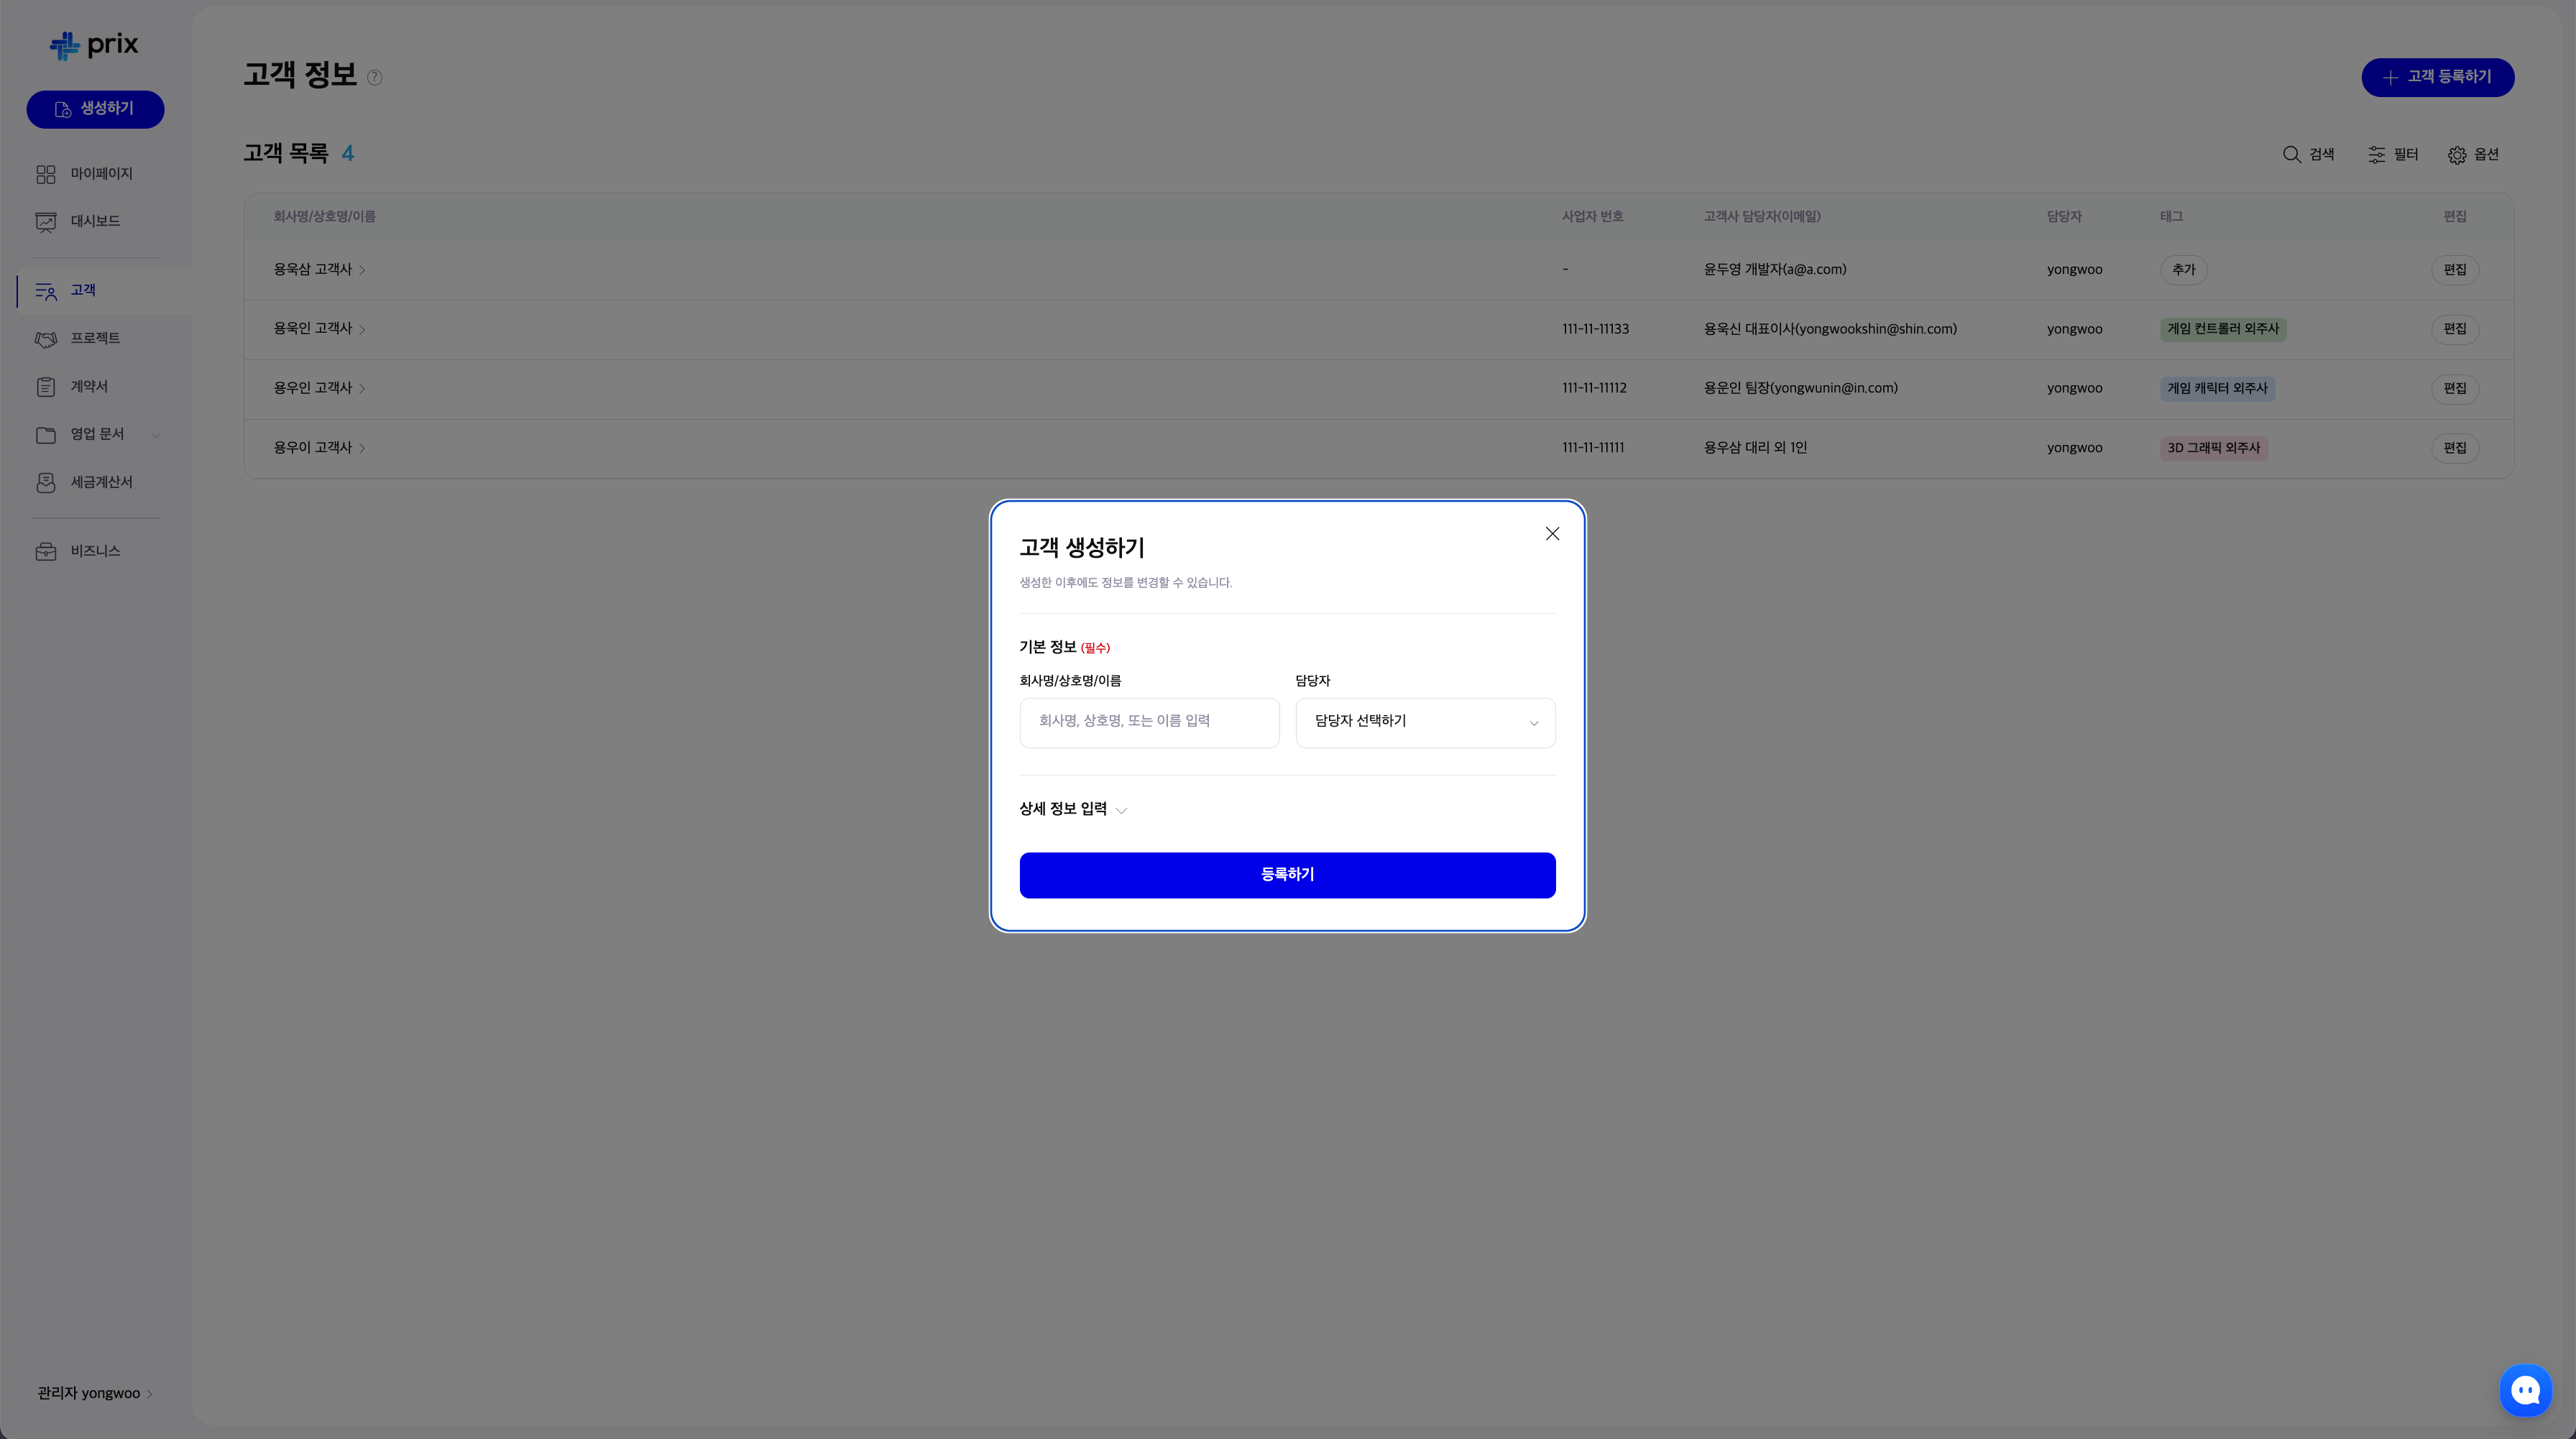 prix
생성하기
마이페이지
대시보드
고객
프로젝트
계약서
영업 문서
세금계산서
비즈니스
관리자 yongwoo
고객 정보 ?
고객 등록하기
고객 목록 4
검색 필터 옵션
회사명/상호명/이름 사업자 번호 고객사 담당자(이메일) 담당자 태그 편집
용욱삼 고객사 - 윤두영 개발자(a@a.com) yongwoo 추가 편집
용욱인 고객사 111-11-11133 용욱신 대표이사(yongwookshin@shin.com) yongwoo 게임 컨트롤러 외주사 편집
용우인 고객사 111-11-11112 용운인 팀장(yongwunin@in.com) yongwoo 게임 캐릭터 외주사 편집
용우이 고객사 111-11-11111 용우삼 대리 외 1인 yongwoo 3D 그래픽 외주사 편집
고객 생성하기
생성한 이후에도 정보를 변경할 수 있습니다.
기본 정보 (필수)
회사명/상호명/이름 담당자
회사명, 상호명, 또는 이름 입력 담당자 선택하기
상세 정보 입력
등록하기